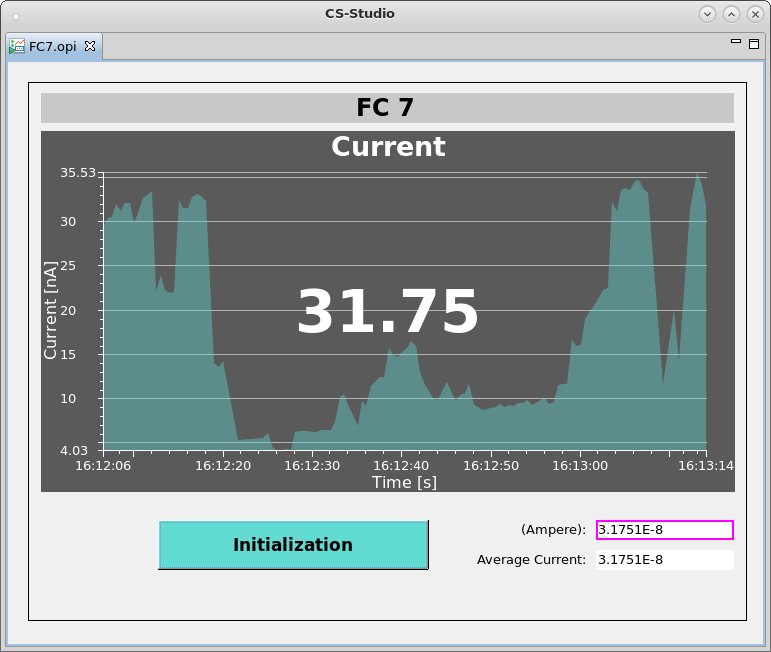 CS-Studio
FC7.opi
FC 7
Current
35.53
30
25
20
15
10
4.03
Current [nA]
31.75
16:12:06 16:12:20 16:12:30 16:12:40 16:12:50 16:13:00 16:13:14
Time [s]
Initialization
(Ampere): 3.1751E-8
Average Current: 3.1751E-8